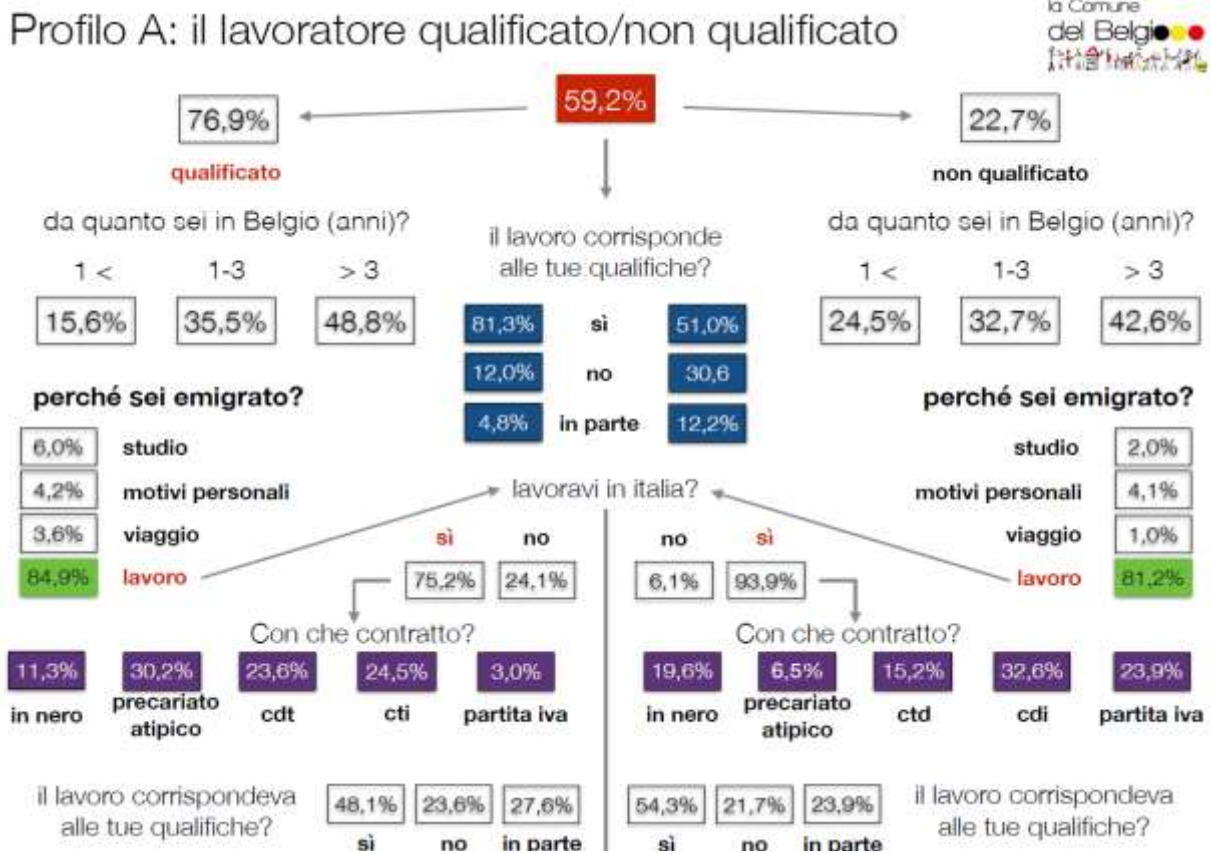 la Comune
del Belgio
Profilo A: il lavoratore qualificato/non qualificato
59,2%
76,9%
qualificato
22,7%
non qualificato
da quanto sei in Belgio (anni)?
1 < 1-3 > 3
15,6% 35,5% 48,8%
il lavoro corrisponde
alle tue qualifiche?
81,3% sì 51,0%
12,0% no 30,6
4,8% in parte 12,2%
da quanto sei in Belgio (anni)?
1 < 1-3 > 3
24,5% 32,7% 42,6%
perché sei emigrato?
6,0% studio
4,2% motivi personali
3,6% viaggio
84,9% lavoro
perché sei emigrato?
studio 2,0%
motivi personali 4,1%
viaggio 1,0%
lavoro 81,2%
lavoravi in italia?
sì no
75,2% 24,1%
no sì
6,1% 93,9%
Con che contratto?
11,3% 30,2% 23,6% 24,5% 3,0%
in nero precariato atipico cdt cti partita iva
Con che contratto?
19,6% 6,5% 15,2% 32,6% 23,9%
in nero precariato atipico ctd cdi partita iva
il lavoro corrispondeva
alle tue qualifiche?
48,1% 23,6% 27,6%
sì no in parte
54,3% 21,7% 23,9%
sì no in parte
il lavoro corrispondeva
alle tue qualifiche?